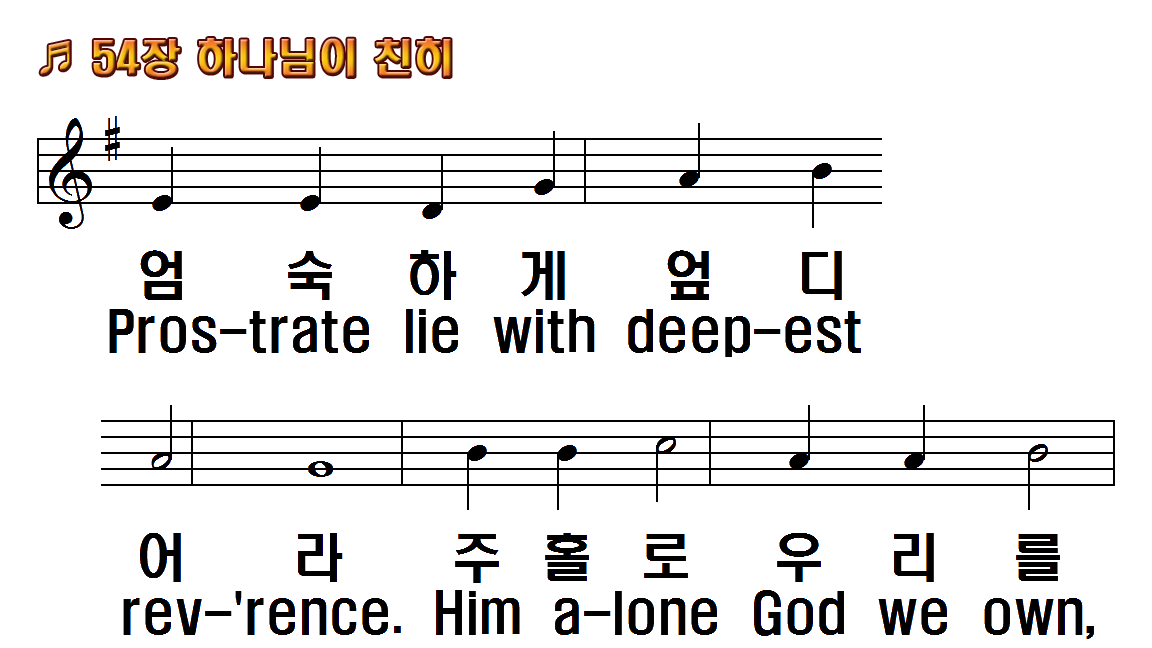 ♬ 54장 하나님이 친히
엄 숙 하 게 엎 디
Pros-trate lie with deep-est
어 라 주 홀 로 우 리 를
rev-'rence. Him a-lone God we own,